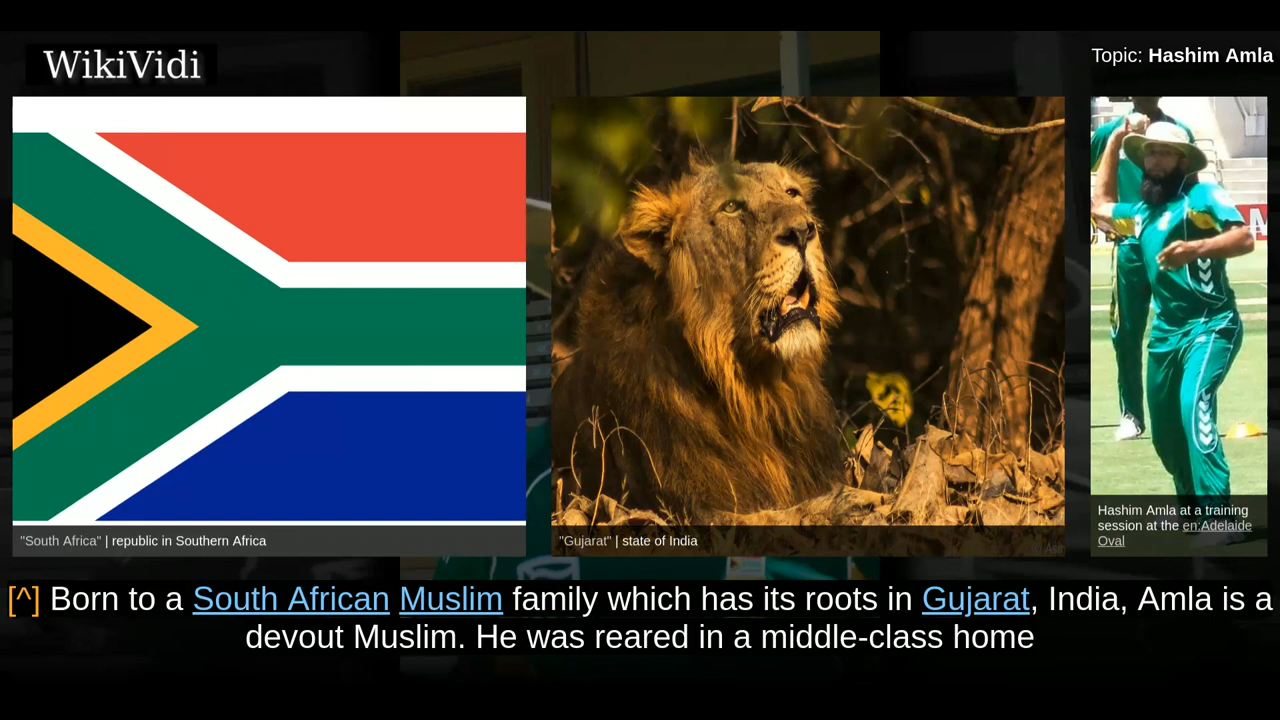 WikiVidi
Topic: Hashim Amla
"South Africa" | republic in Southern Africa
"Gujarat" | state of India
Hashim Amla at a training
session at the en:Adelaide
Oval
[^] Born to a South African Muslim family which has its roots in Gujarat, India, Amla is a
devout Muslim. He was reared in a middle-class home